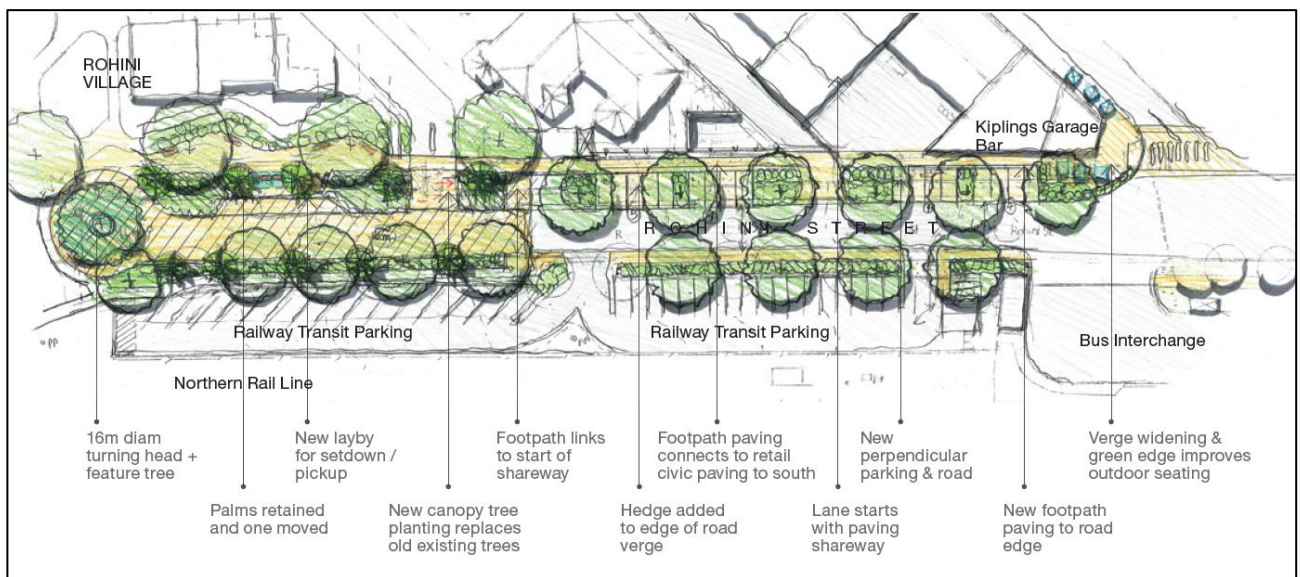 ROHINI
VILLAGE
Kiplings Garage
Bar
ROHINI STREET
Railway Transit Parking
Railway Transit Parking
Bus Interchange
Northern Rail Line
16m diam
turning head +
feature tree
New layby
for setdown /
pickup
Footpath links
to start of
shareway
Footpath paving
connects to retail
civic paving to south
New
perpendicular
parking & road
Verge widening &
green edge improves
outdoor seating
Palms retained
and one moved
New canopy tree
planting replaces
old existing trees
Hedge added
to edge of road
verge
Lane starts
with paving
shareway
New footpath
paving to road
edge